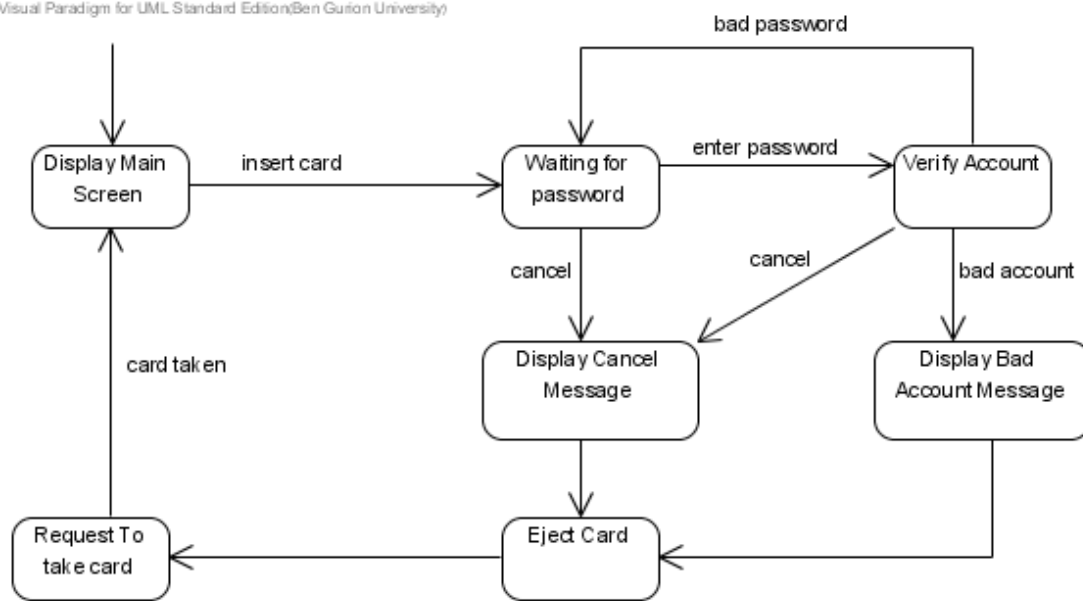 Visual Paradigm for UML Standard Edition(Ben Gurion University)
bad password
Display Main
Screen
insert card
Waiting for
password
enter password
Verify Account
cancel
cancel
bad account
card taken
Display Cancel
Message
Display Bad
Account Message
Request To
take card
Eject Card